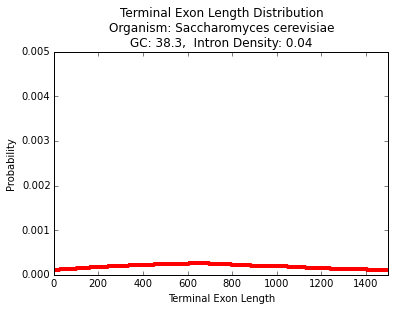 Terminal Exon Length Distribution
Organism: Saccharomyces cerevisiae
GC: 38.3,  Intron Density: 0.04
0.005
0.004
0.003
0.002
0.001
0.000
Probability
0 200 400 600 800 1000 1200 1400
Terminal Exon Length